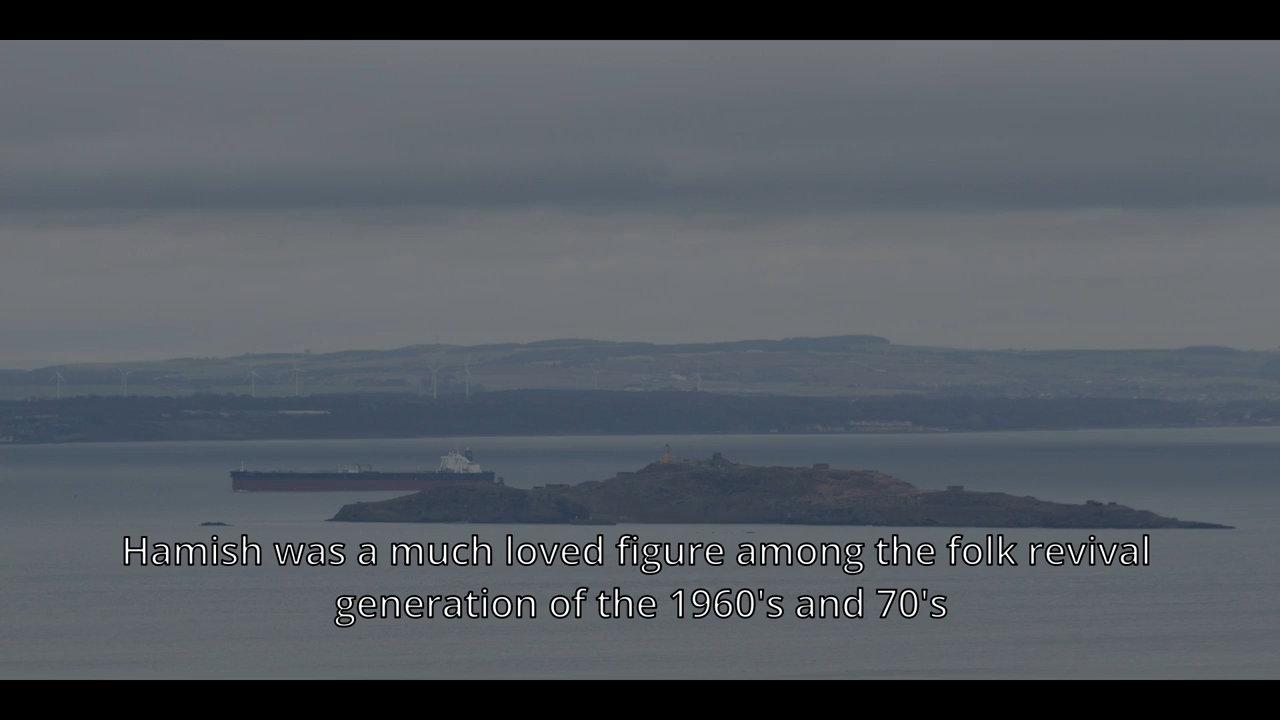 Hamish was a much loved figure among the folk revival
generation of the 1960's and 70's